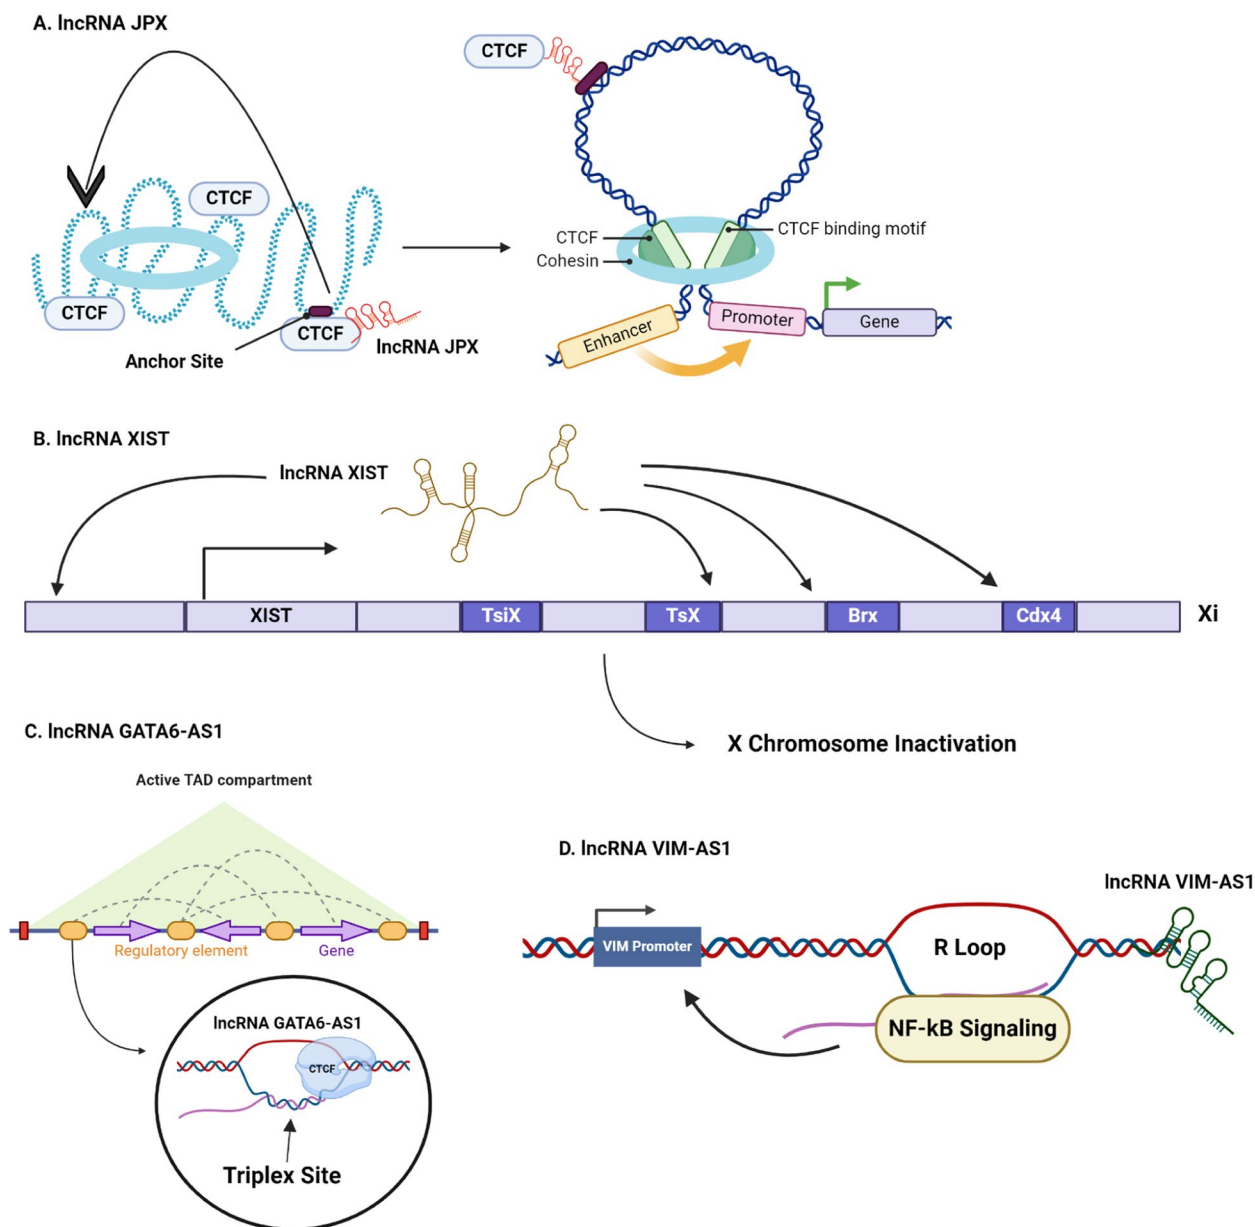 A. lncRNA JPX
CTCF
CTCF
CTCF
CTCF
Anchor Site
lncRNA JPX
CTCF
Cohesin
CTCF binding motif
Enhancer
Promoter
Gene
B. lncRNA XIST
lncRNA XIST
XIST
TsiX
TsX
Brx
Cdx4
Xi
X Chromosome Inactivation
C. lncRNA GATA6-AS1
Active TAD compartment
Regulatory element
Gene
lncRNA GATA6-AS1
CTCF
Triplex Site
D. lncRNA VIM-AS1
lncRNA VIM-AS1
VIM Promoter
R Loop
NF-kB Signaling